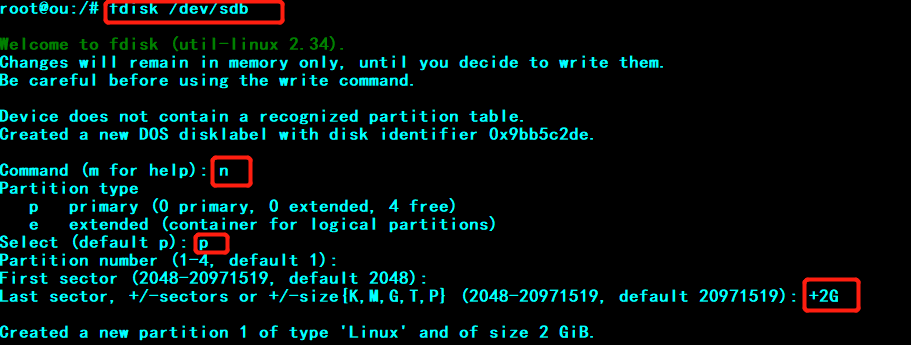 root@ou:/# fdisk /dev/sdb
Welcome to fdisk (util-linux 2.34).
Changes will remain in memory only, until you decide to write them.
Be careful before using the write command.
Device does not contain a recognized partition table.
Created a new DOS disklabel with disk identifier 0x9bb5c2de.
Command (m for help): n
Partition type
p primary (0 primary, 0 extended, 4 free)
e extended (container for logical partitions)
Select (default p): p
Partition number (1-4, default 1):
First sector (2048-20971519, default 2048):
Last sector, +/-sectors or +/-size{K,M,G,T,P} (2048-20971519, default 20971519): +2G
Created a new partition 1 of type 'Linux' and of size 2 GiB.